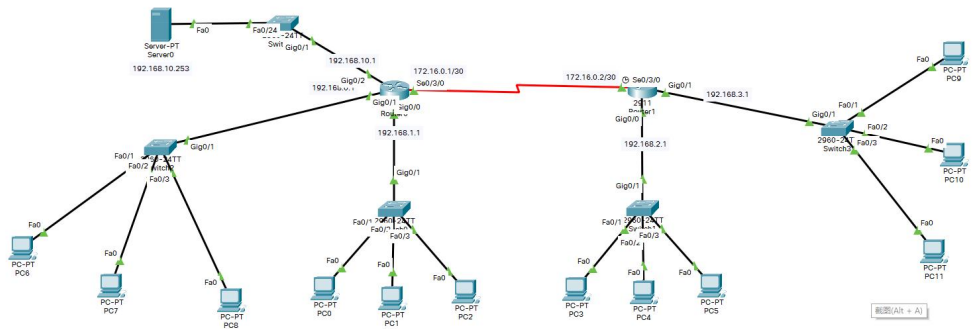 Server-PT
Server0
192.168.10.253
Fa0
Fa0/24
Gig0/1
192.168.10.1
Gig0/2
172.16.0.1/30
Se0/3/0
Gig0/1
Gig0/0
192.168.1.1
172.16.0.2/30
Se0/3/0
2911
Gig0/1
Gig0/0
192.168.3.1
192.168.2.1
Gig0/1
Fa0/1
Fa0/2
Fa0/3
Gig0/1
2960-24TT
Switch3
Fa0
PC-PT
PC9
Fa0
PC-PT
PC10
Fa0
PC-PT
PC11
Gig0/1
Fa0/1
Fa0/2
Fa0/3
Gig0/1
Fa0/1
Fa0/3
Gig0/1
Fa0/1
Fa0/3
Fa0
PC-PT
PC6
Fa0
PC-PT
PC7
Fa0
PC-PT
PC8
Fa0
PC-PT
PC0
Fa0
PC-PT
PC1
Fa0
PC-PT
PC2
Fa0
PC-PT
PC3
Fa0
PC-PT
PC4
Fa0
PC-PT
PC5
截图(Alt + A)